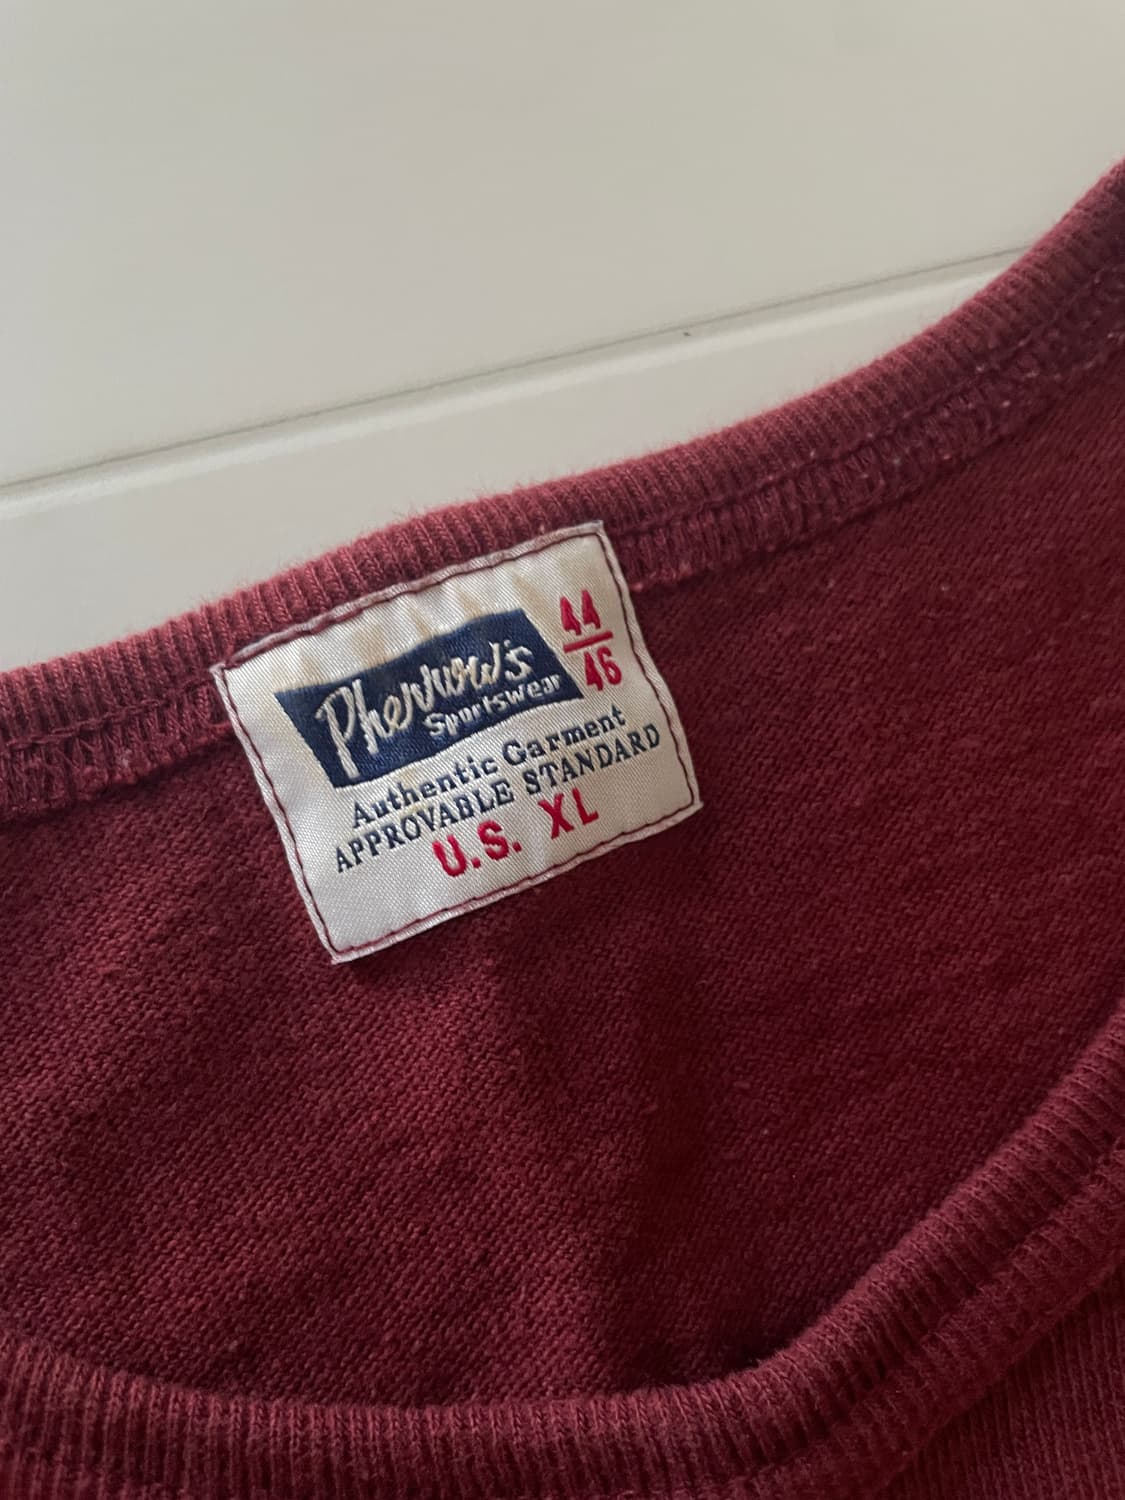 Pherrow's
Sportswear
44
46
Authentic Garment
APPROVABLE STANDARD
U.S. XL